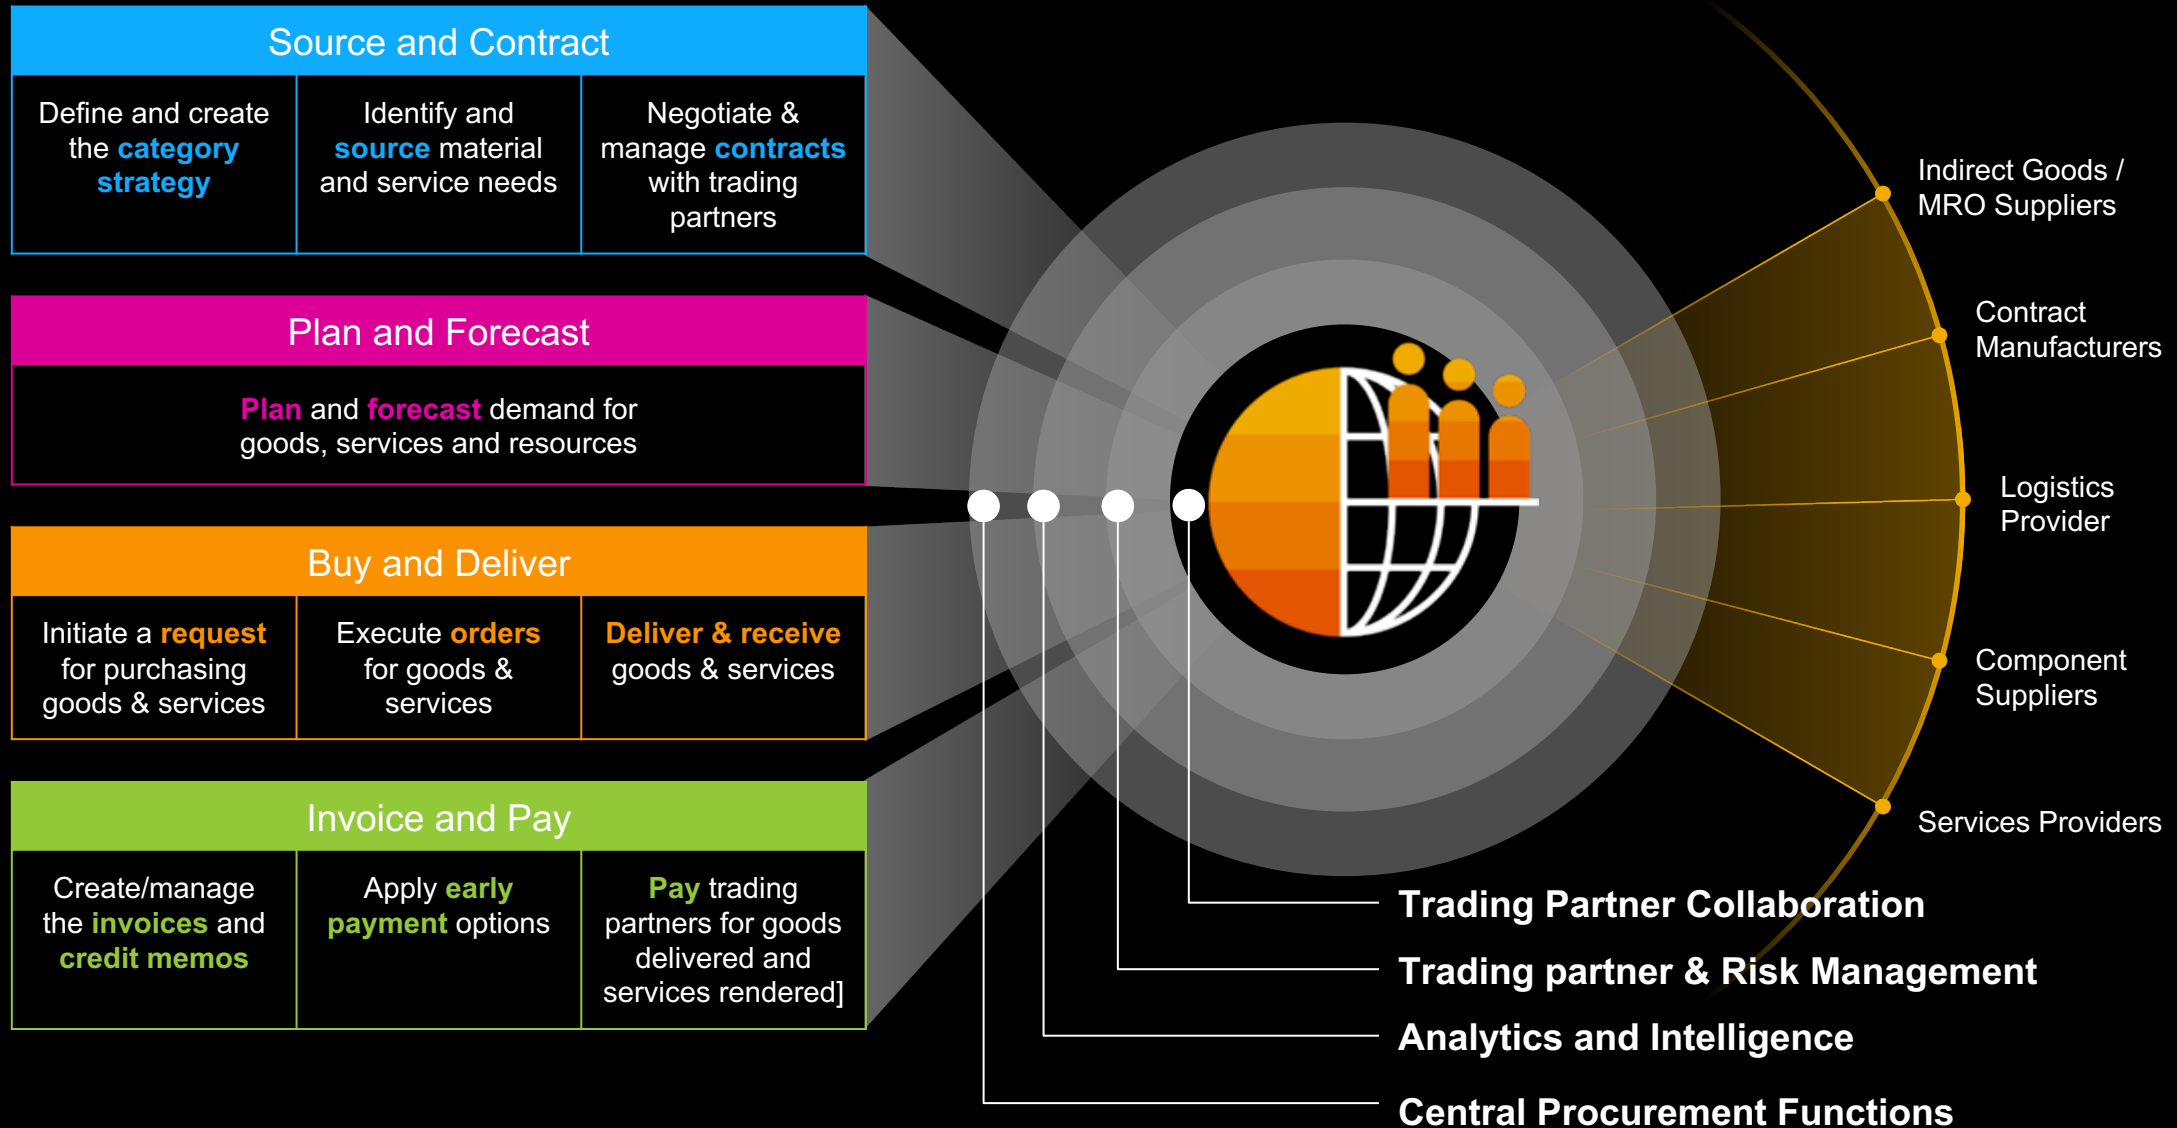 Source and Contract
Define and create
the category
strategy
Identify and
source material
and service needs
Negotiate &
manage contracts
with trading
partners
Plan and Forecast
Plan and forecast demand for
goods, services and resources
Buy and Deliver
Initiate a request
for purchasing
goods & services
Execute orders
for goods &
services
Deliver & receive
goods & services
Invoice and Pay
Create/manage
the invoices and
credit memos
Apply early
payment options
Pay trading
partners for goods
delivered and
services rendered]
Indirect Goods /
MRO Suppliers
Contract
Manufacturers
Logistics
Provider
Component
Suppliers
Services Providers
Trading Partner Collaboration
Trading partner & Risk Management
Analytics and Intelligence
Central Procurement Functions